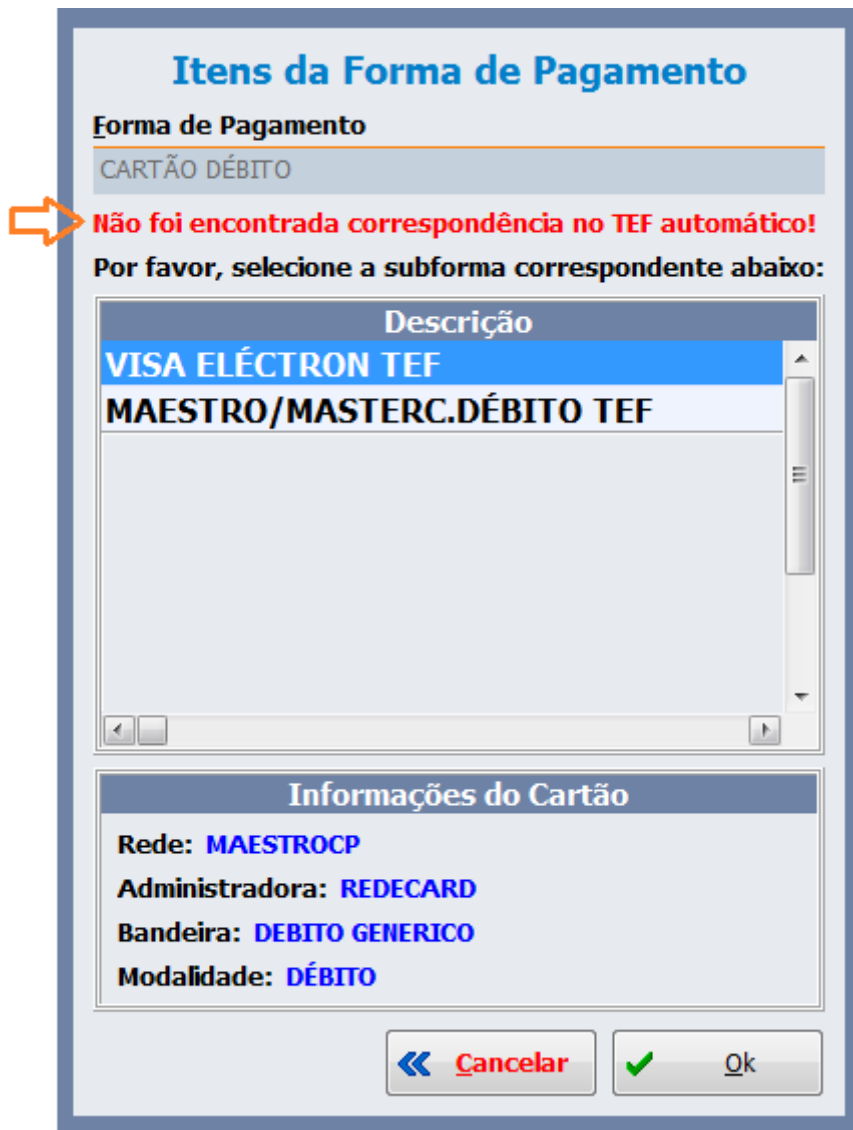 Itens da Forma de Pagamento
Forma de Pagamento
CARTÃO DÉBITO
Não foi encontrada correspondência no TEF automático!
Por favor, selecione a subforma correspondente abaixo:
Descrição
VISA ELÉCTRON TEF
MAESTRO/MASTERC.DÉBITO TEF
Informações do Cartão
Rede: MAESTROCP
Administradora: REDECARD
Bandeira: DEBITO GENERICO
Modalidade: DÉBITO
Cancelar Ok